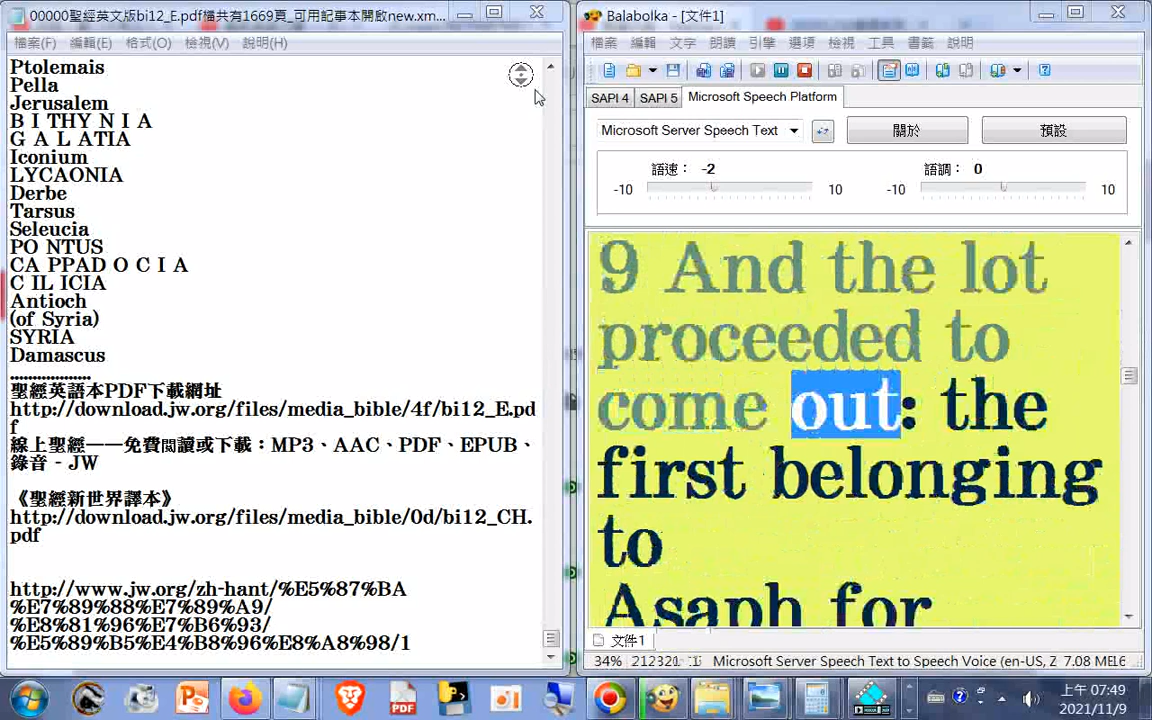 00000聖經英文版bi12_E.pdf檔共有1669頁_可用記事本開啟new.xm...
檔案(F) 編輯(E) 格式(O) 檢視(V) 說明(H)
Ptolemais
Pella
Jerusalem
B I THY N I A
G A L ATIA
Iconium
LYCAONIA
Derbe
Tarsus
Seleucia
PO NTUS
CA PPAD O C I A
C IL ICIA
Antioch
(of Syria)
SYRIA
Damascus
..................
聖經英語本PDF下載網址
http://download.jw.org/files/media_bible/4f/bi12_E.pd
f
線上聖經——免費閱讀或下載：MP3、AAC、PDF、EPUB、
錄音 - JW
《聖經新世界譯本》
http://download.jw.org/files/media_bible/0d/bi12_CH.
pdf
http://www.jw.org/zh-hant/%E5%87%BA
%E7%89%88%E7%89%A9/
%E8%81%96%E7%B6%93/
%E5%89%B5%E4%B8%96%E8%A8%98/1
Balabolka - [文件1]
檔案 編輯 文字 朗讀 引擎 選項 檢視 工具 書籤 說明
SAPI 4 SAPI 5 Microsoft Speech Platform
Microsoft Server Speech Text 關於 預設
語速： -2 語調： 0
-10 10 -10 10
9 And the lot
proceeded to
come out: the
first belonging
to
Asaph for
文件1
34% 212321 Microsoft Server Speech Text to Speech Voice (en-US, Z 7.08 МБ
上午 07:49
2021/11/9